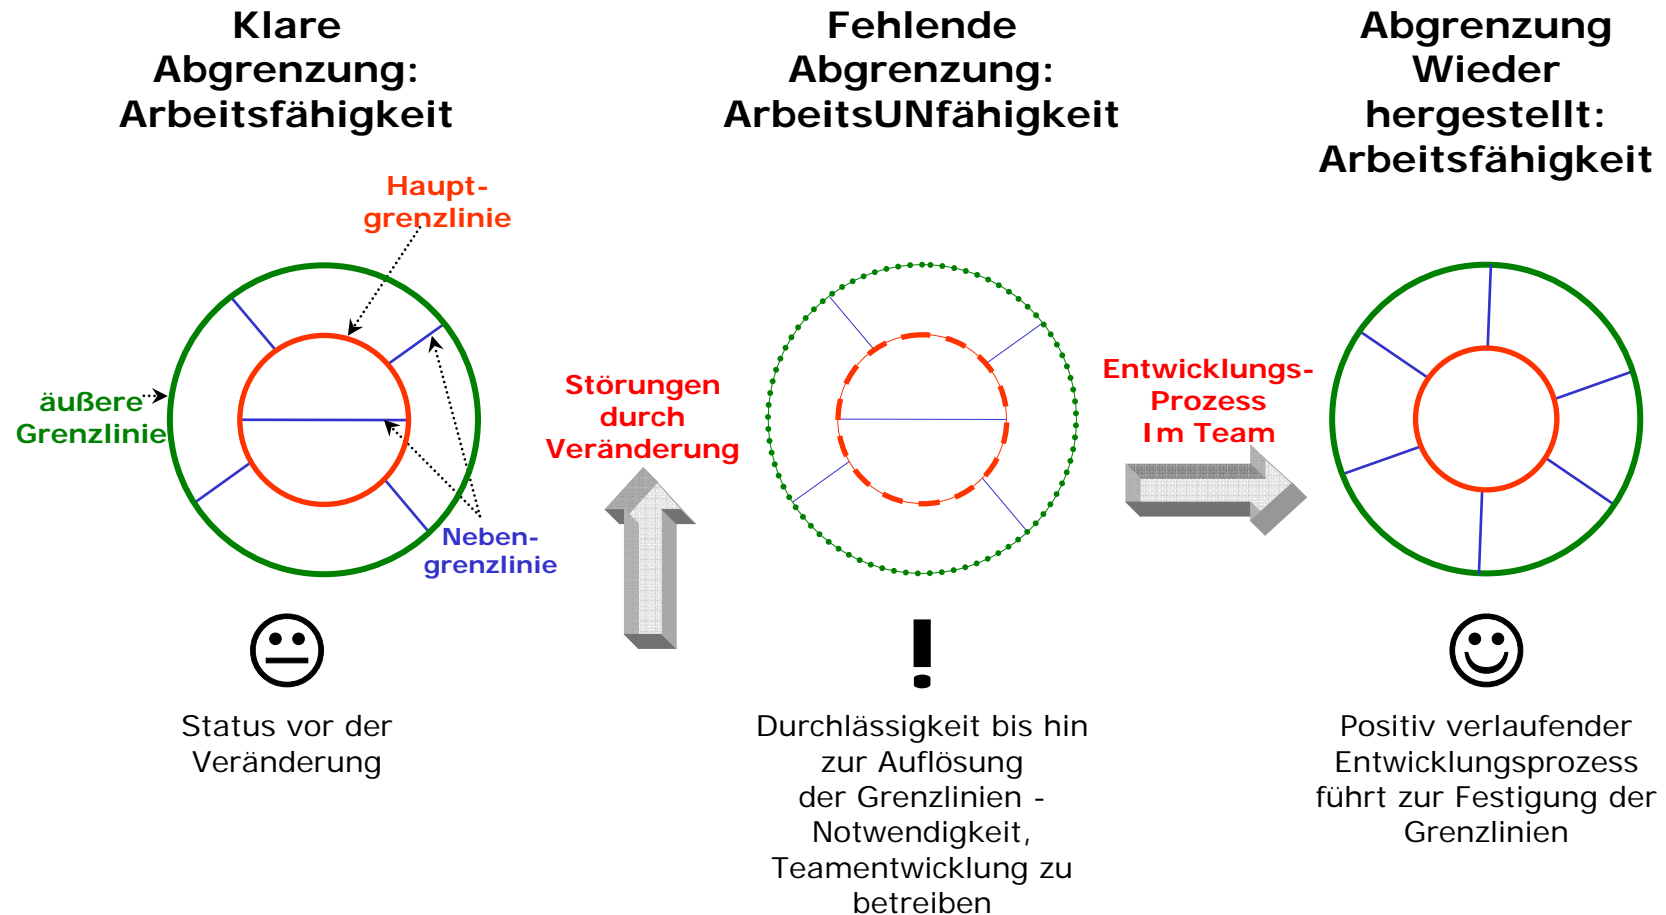 Klare
Abgrenzung:
Arbeitsfähigkeit
Fehlende
Abgrenzung:
ArbeitsUNfähigkeit
Abgrenzung
Wieder
hergestellt:
Arbeitsfähigkeit
Haupt-
grenzlinie
äußere
Grenzlinie
Neben-
grenzlinie
Störungen
durch
Veränderung
Entwicklungs-
Prozess
Im Team
!
Status vor der
Veränderung
Durchlässigkeit bis hin
zur Auflösung
der Grenzlinien -
Notwendigkeit,
Teamentwicklung zu
betreiben
Positiv verlaufender
Entwicklungsprozess
führt zur Festigung der
Grenzlinien